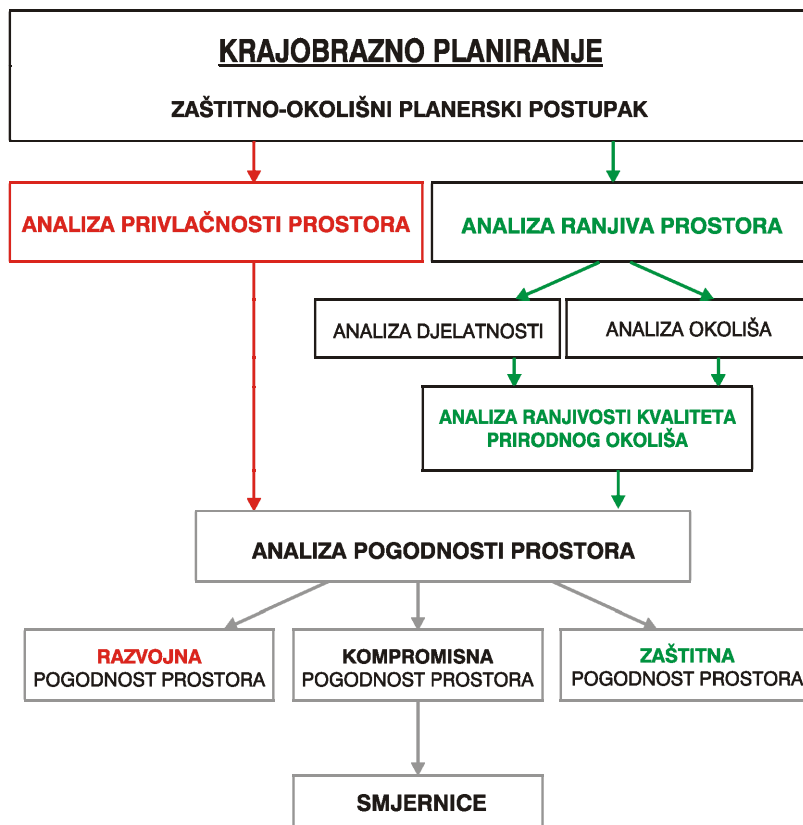 KRAJOBRAZNO PLANIRANJE
ZAŠTITNO-OKOLIŠNI PLANERSKI POSTUPAK
ANALIZA PRIVLAČNOSTI PROSTORA
ANALIZA RANJIVA PROSTORA
ANALIZA DJELATNOSTI
ANALIZA OKOLIŠA
ANALIZA RANJIVOSTI KVALITETA
PRIRODNOG OKOLIŠA
ANALIZA POGODNOSTI PROSTORA
RAZVOJNA
POGODNOST PROSTORA
KOMPROMISNA
POGODNOST PROSTORA
ZAŠTITNA
POGODNOST PROSTORA
SMJERNICE